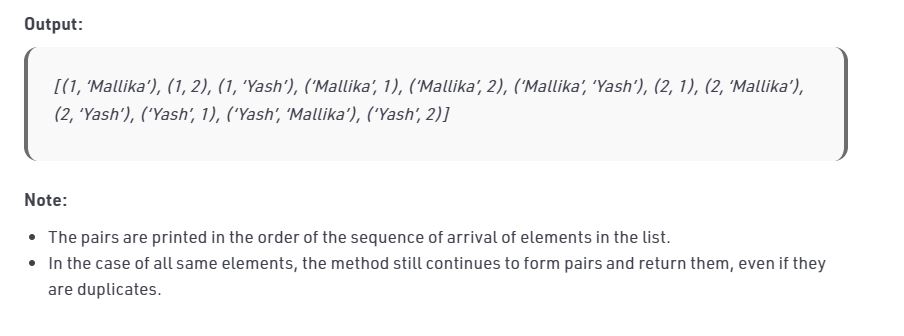 Output:
[(1, ‘Mallika’), (1, 2), (1, ‘Yash’), (‘Mallika’, 1), (‘Mallika’, 2), (‘Mallika’, ‘Yash’), (2, 1), (2, ‘Mallika’),
(2, ‘Yash’), (‘Yash’, 1), (‘Yash’, ‘Mallika’), (‘Yash’, 2)]
Note:
• The pairs are printed in the order of the sequence of arrival of elements in the list.
• In the case of all same elements, the method still continues to form pairs and return them, even if they
are duplicates.